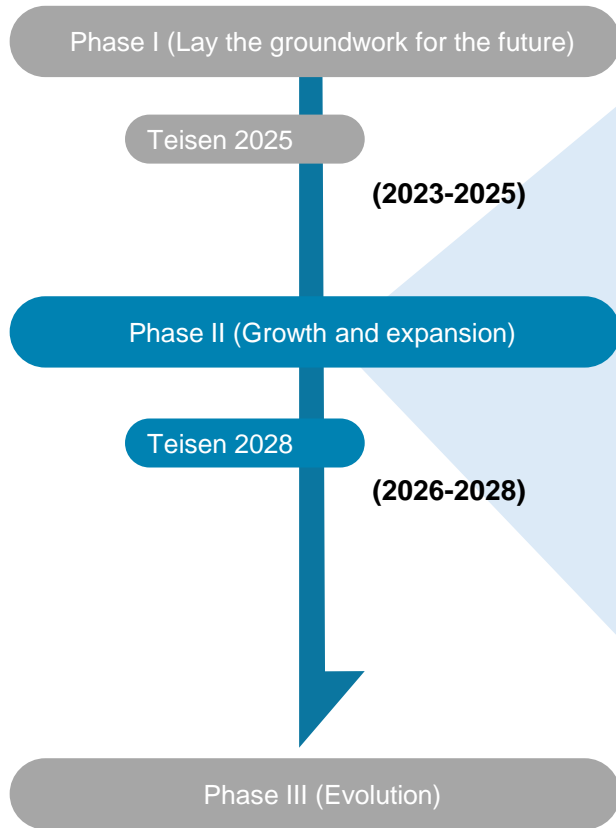 Phase I (Lay the groundwork for the future)
Teisen 2025
(2023-2025)
Phase II (Growth and expansion)
Teisen 2028
(2026-2028)
Phase III (Evolution)